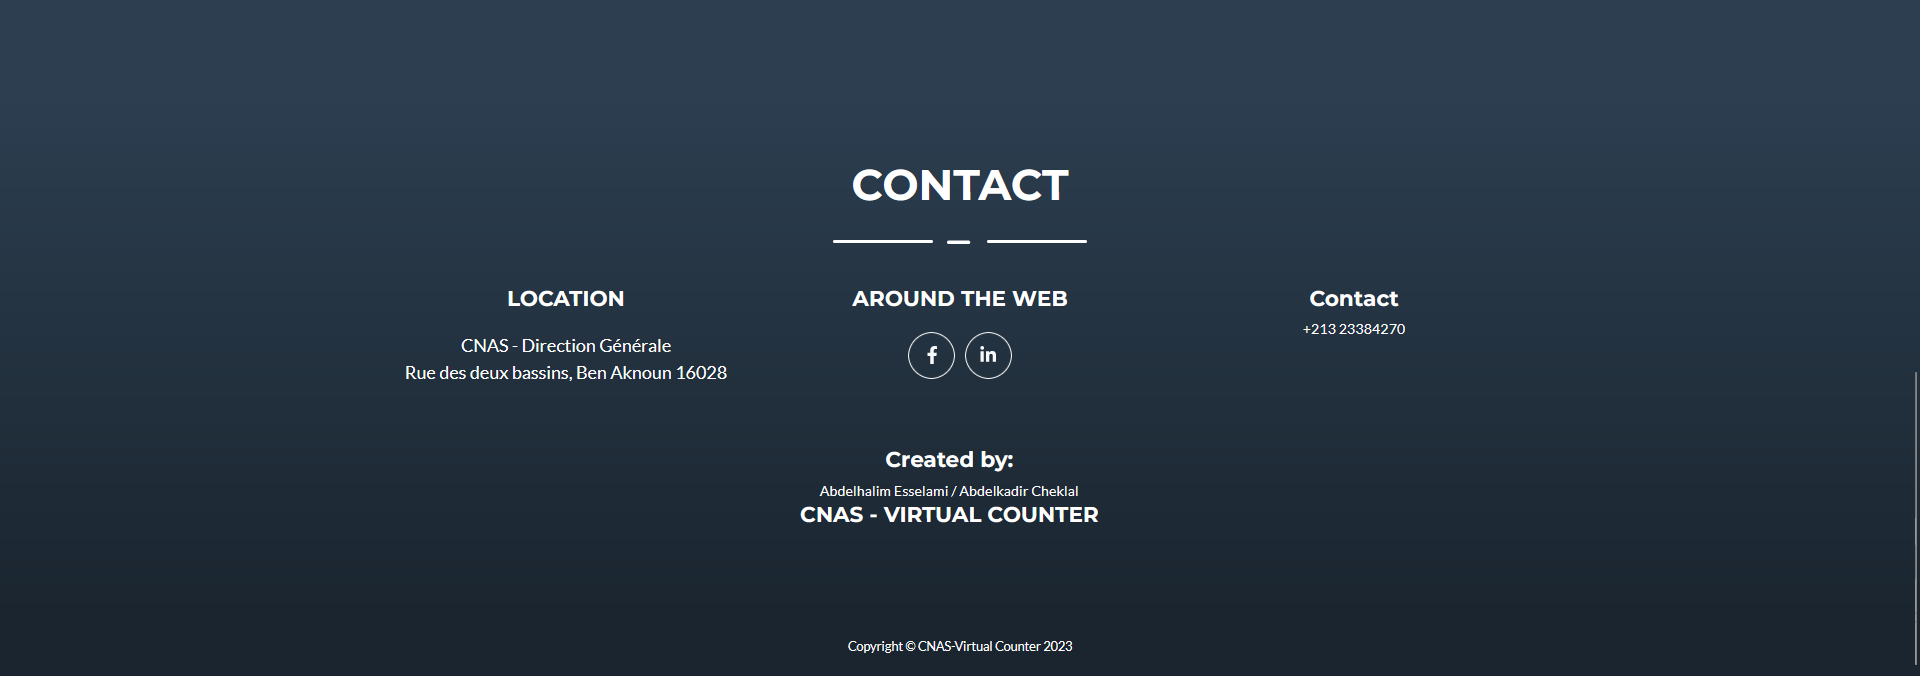 CONTACT
LOCATION
CNAS - Direction Générale
Rue des deux bassins, Ben Aknoun 16028
AROUND THE WEB
Contact
+213 23384270
Created by:
Abdelhalim Esselami / Abdelkadir Cheklal
CNAS - VIRTUAL COUNTER
Copyright © CNAS-Virtual Counter 2023